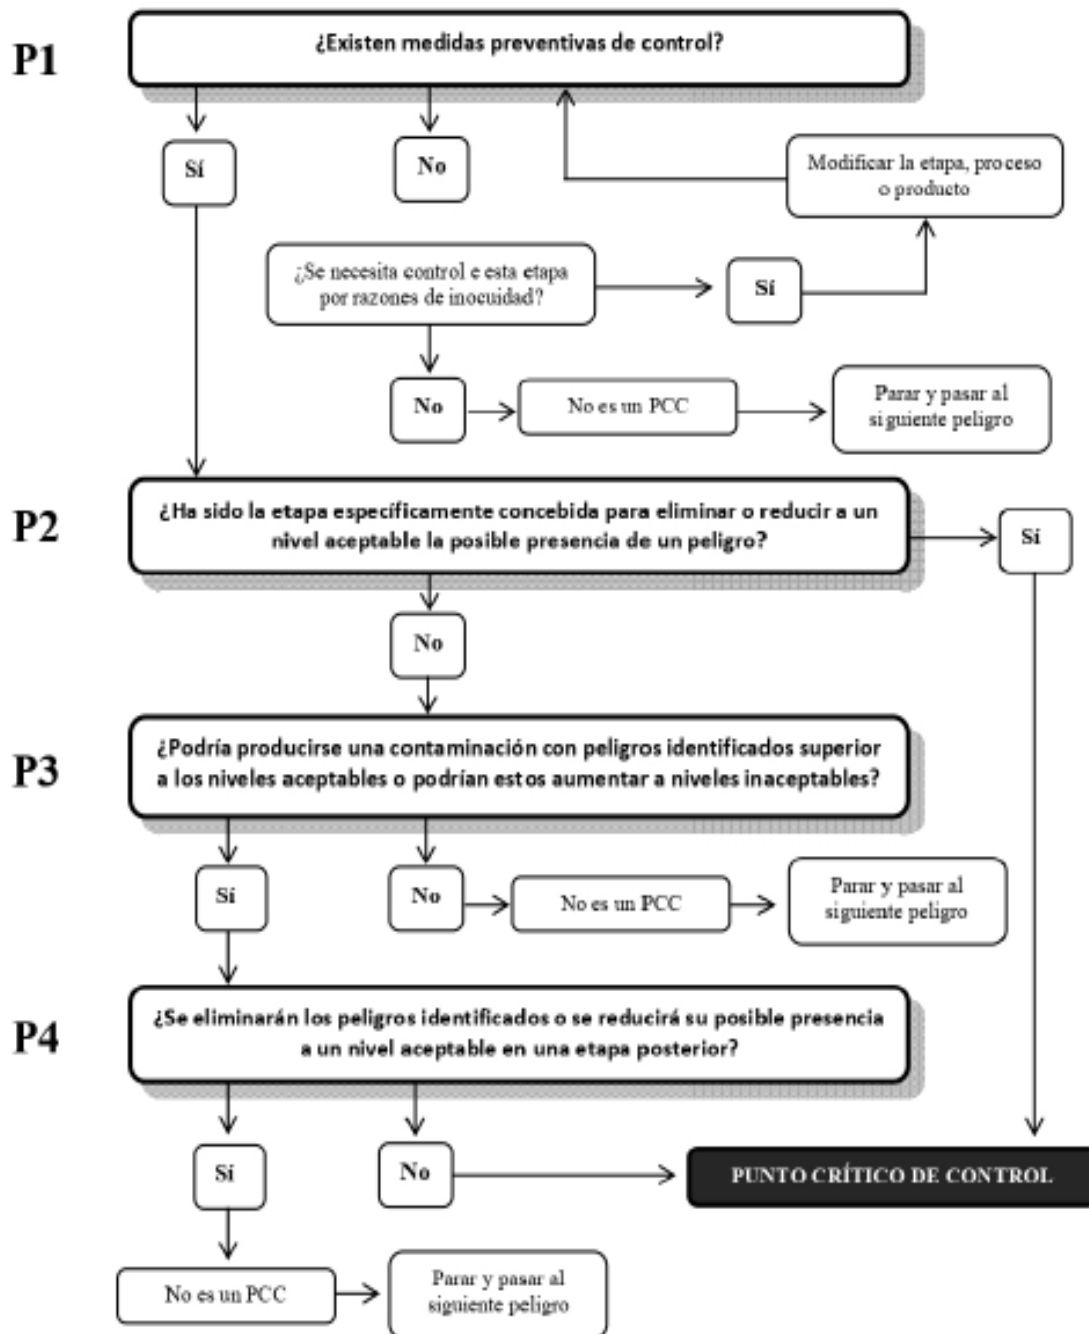 P1
¿Existen medidas preventivas de control?
Sí
No
Modificar la etapa, proceso
o producto
¿Se necesita control e esta etapa
por razones de inocuidad?
Sí
No
No es un PCC
Parar y pasar al
siguiente peligro
P2
¿Ha sido la etapa específicamente concebida para eliminar o reducir a un
nivel aceptable la posible presencia de un peligro?
Sí
No
P3
¿Podría producirse una contaminación con peligros identificados superior
a los niveles aceptables o podrían estos aumentar a niveles inaceptables?
Sí
No
No es un PCC
Parar y pasar al
siguiente peligro
P4
¿Se eliminarán los peligros identificados o se reducirá su posible presencia
a un nivel aceptable en una etapa posterior?
Sí
No
PUNTO CRÍTICO DE CONTROL
No es un PCC
Parar y pasar al
siguiente peligro